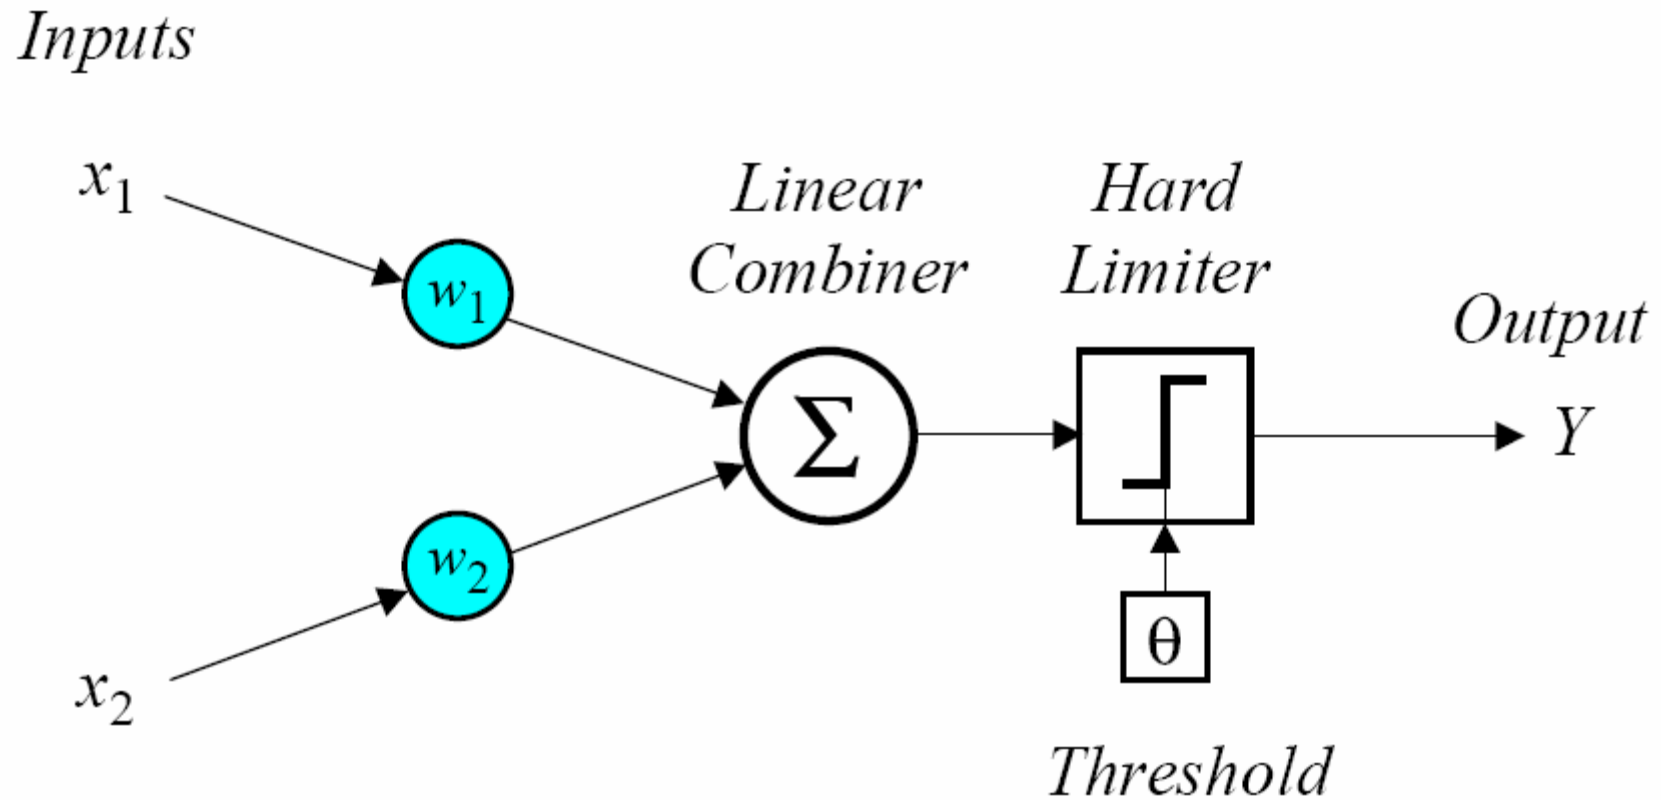 Inputs
x₁
Linear
Combiner
Hard
Limiter
w₁
Output
Σ
Y
w₂
θ
x₂
Threshold